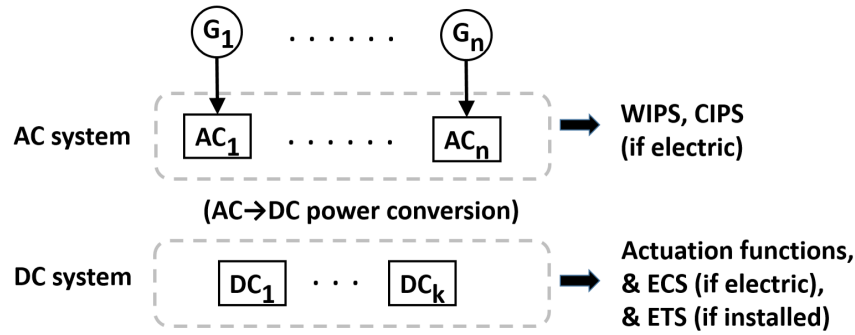 G1 . . . . . . Gn
AC system
AC1 . . . . . . ACn
WIPS, CIPS
(if electric)
(AC→DC power conversion)
DC system
DC1 . . . DCk
Actuation functions,
& ECS (if electric),
& ETS (if installed)